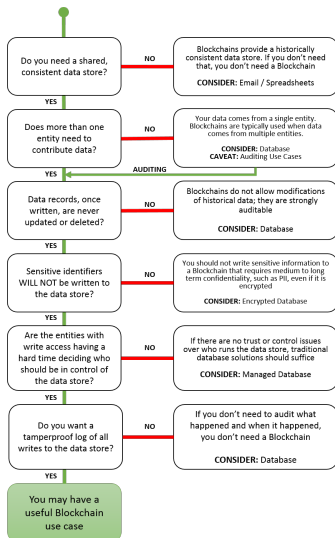 Do you need a shared,
consistent data store?
NO
Blockchains provide a historically
consistent data store. If you don't need
that, you don't need a Blockchain
CONSIDER: Email / Spreadsheets
YES
Does more than one
entity need to
contribute data?
NO
Your data comes from a single entity.
Blockchains are typically used when data
comes from multiple entities.
CONSIDER: Database
CAVEAT: Auditing Use Cases
YES
AUDITING
Data records, once
written, are never
updated or deleted?
NO
Blockchains do not allow modifications
of historical data; they are strongly
auditable
CONSIDER: Database
YES
Sensitive identifiers
WILL NOT be written to
the data store?
NO
You should not write sensitive information to
a Blockchain that requires medium to long
term confidentiality, such as PII, even if it is
encrypted
CONSIDER: Encrypted Database
YES
Are the entities with
write access having a
hard time deciding who
should be in control of
the data store?
NO
If there are no trust or control issues
over who runs the data store, traditional
database solutions should suffice
CONSIDER: Managed Database
YES
Do you want a
tamperproof log of all
writes to the data store?
NO
If you don't need to audit what
happened and when it happened,
you don't need a Blockchain
CONSIDER: Database
YES
You may have a
useful Blockchain
use case